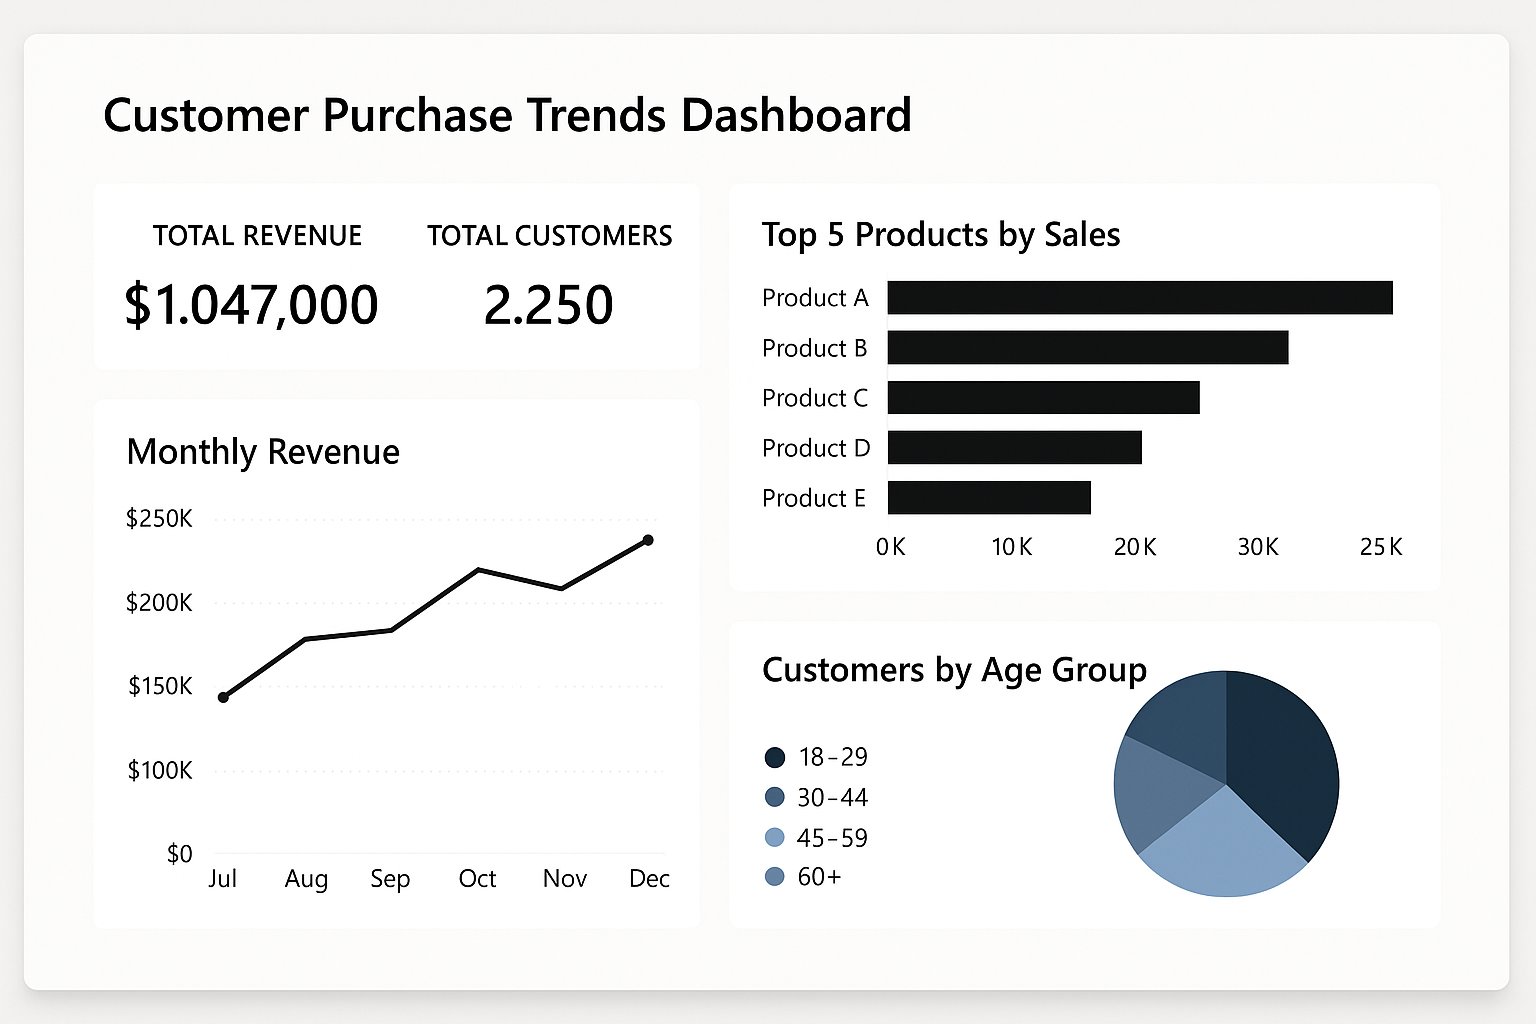 Customer Purchase Trends Dashboard
TOTAL REVENUE
$1.047,000
TOTAL CUSTOMERS
2.250
Monthly Revenue
$250K
$200K
$150K
$100K
$0
Jul Aug Sep Oct Nov Dec
Top 5 Products by Sales
Product A
Product B
Product C
Product D
Product E
0K 10K 20K 30K 25K
Customers by Age Group
18–29
30–44
45–59
60+